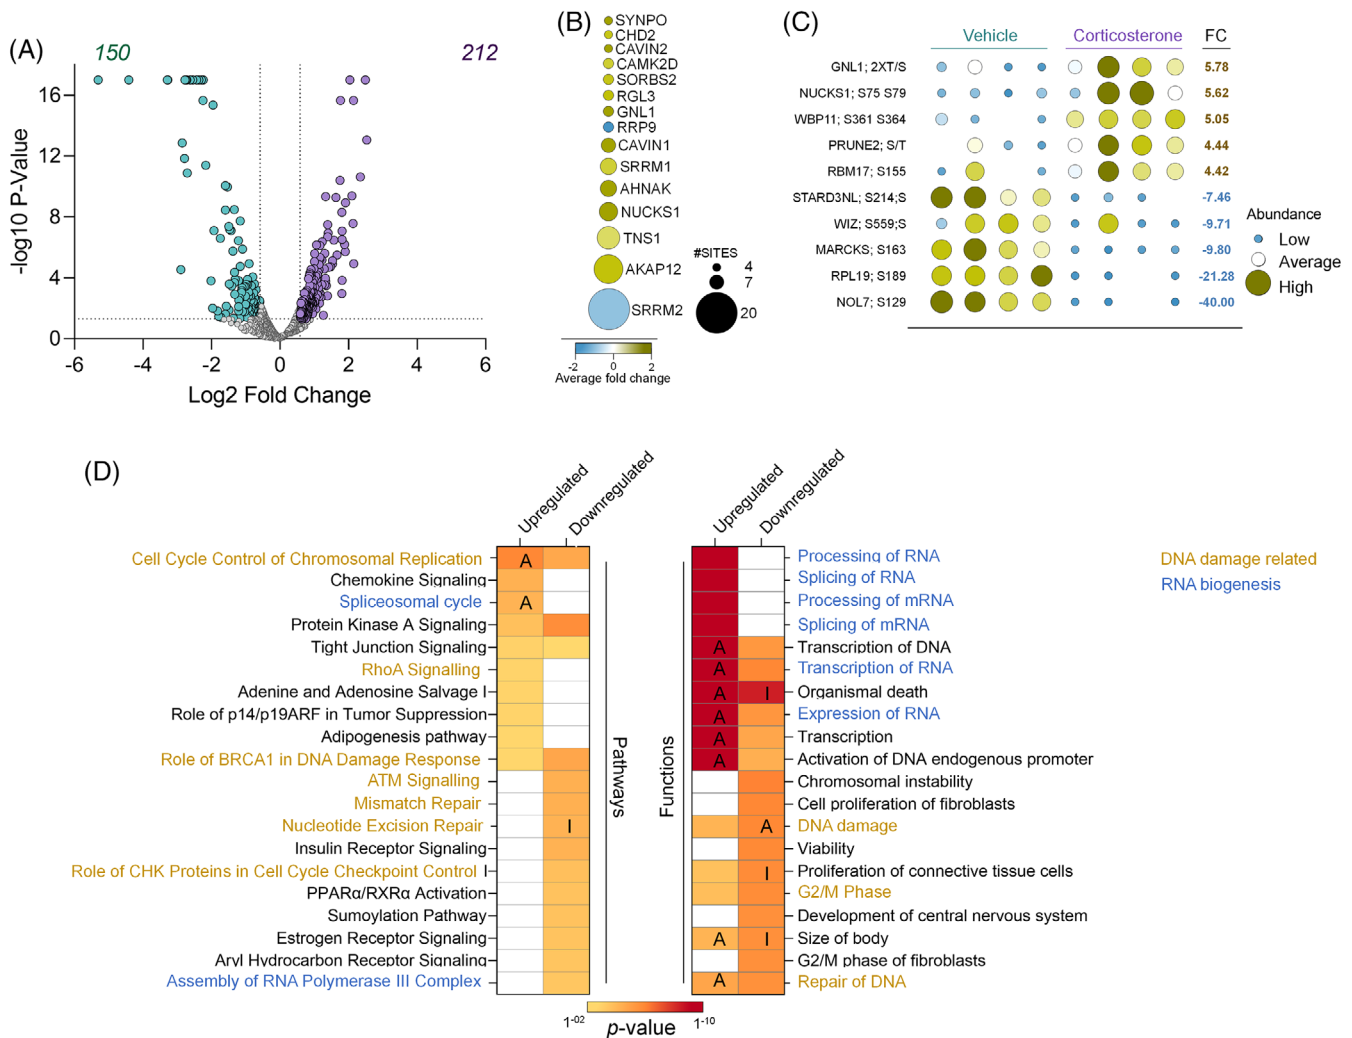 (A)
150
212
-log10 P-Value
16
12
8
4
0
-6
-4
-2
0
2
4
6
Log2 Fold Change
(B)
SYNPO
CHD2
CAVIN2
CAMK2D
SORBS2
RGL3
GNL1
RRP9
CAVIN1
SRRM1
AHNAK
NUCKS1
TNS1
AKAP12
SRRM2
#SITES
4
7
20
-2
0
2
Average fold change
(C)
Vehicle
Corticosterone
FC
GNL1; 2XT/S
5.78
NUCKS1; S75 S79
5.62
WBP11; S361 S364
5.05
PRUNE2; S/T
4.44
RBM17; S155
4.42
STARD3NL; S214;S
-7.46
WIZ; S559;S
-9.71
MARCKS; S163
-9.80
RPL19; S189
-21.28
NOL7; S129
-40.00
Abundance
Low
Average
High
(D)
Upregulated
Downregulated
Cell Cycle Control of Chromosomal Replication
A
Chemokine Signaling
Spliceosomal cycle
A
Protein Kinase A Signaling
Tight Junction Signaling
RhoA Signalling
Adenine and Adenosine Salvage I
Role of p14/p19ARF in Tumor Suppression
Adipogenesis pathway
Role of BRCA1 in DNA Damage Response
ATM Signalling
Mismatch Repair
Nucleotide Excision Repair
I
Insulin Receptor Signaling
Role of CHK Proteins in Cell Cycle Checkpoint Control I
PPARα/RXRα Activation
Sumoylation Pathway
Estrogen Receptor Signaling
Aryl Hydrocarbon Receptor Signaling
Assembly of RNA Polymerase III Complex
Pathways
Functions
Upregulated
Downregulated
Processing of RNA
Splicing of RNA
Processing of mRNA
Splicing of mRNA
A
Transcription of DNA
A
Transcription of RNA
A
I
Organismal death
A
Expression of RNA
A
Transcription
A
Activation of DNA endogenous promoter
Chromosomal instability
Cell proliferation of fibroblasts
A
DNA damage
Viability
I
Proliferation of connective tissue cells
G2/M Phase
Development of central nervous system
A
I
Size of body
G2/M phase of fibroblasts
A
Repair of DNA
DNA damage related
RNA biogenesis
1-02
p-value
1-10